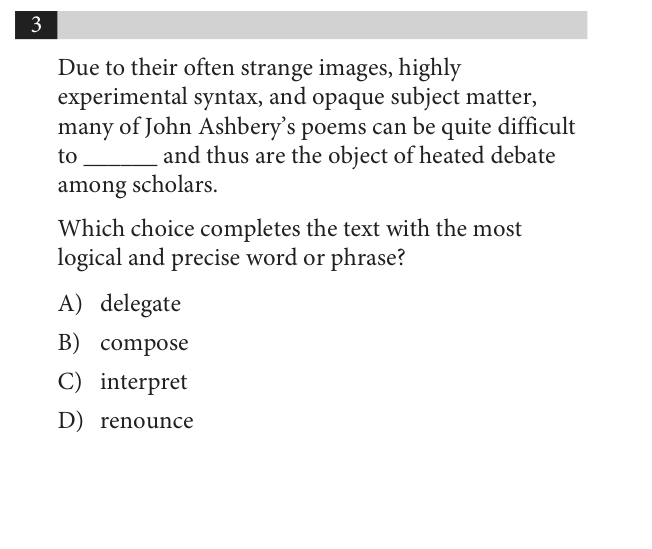 3
Due to their often strange images, highly
experimental syntax, and opaque subject matter,
many of John Ashbery’s poems can be quite difficult
to ______ and thus are the object of heated debate
among scholars.
Which choice completes the text with the most
logical and precise word or phrase?
A) delegate
B) compose
C) interpret
D) renounce